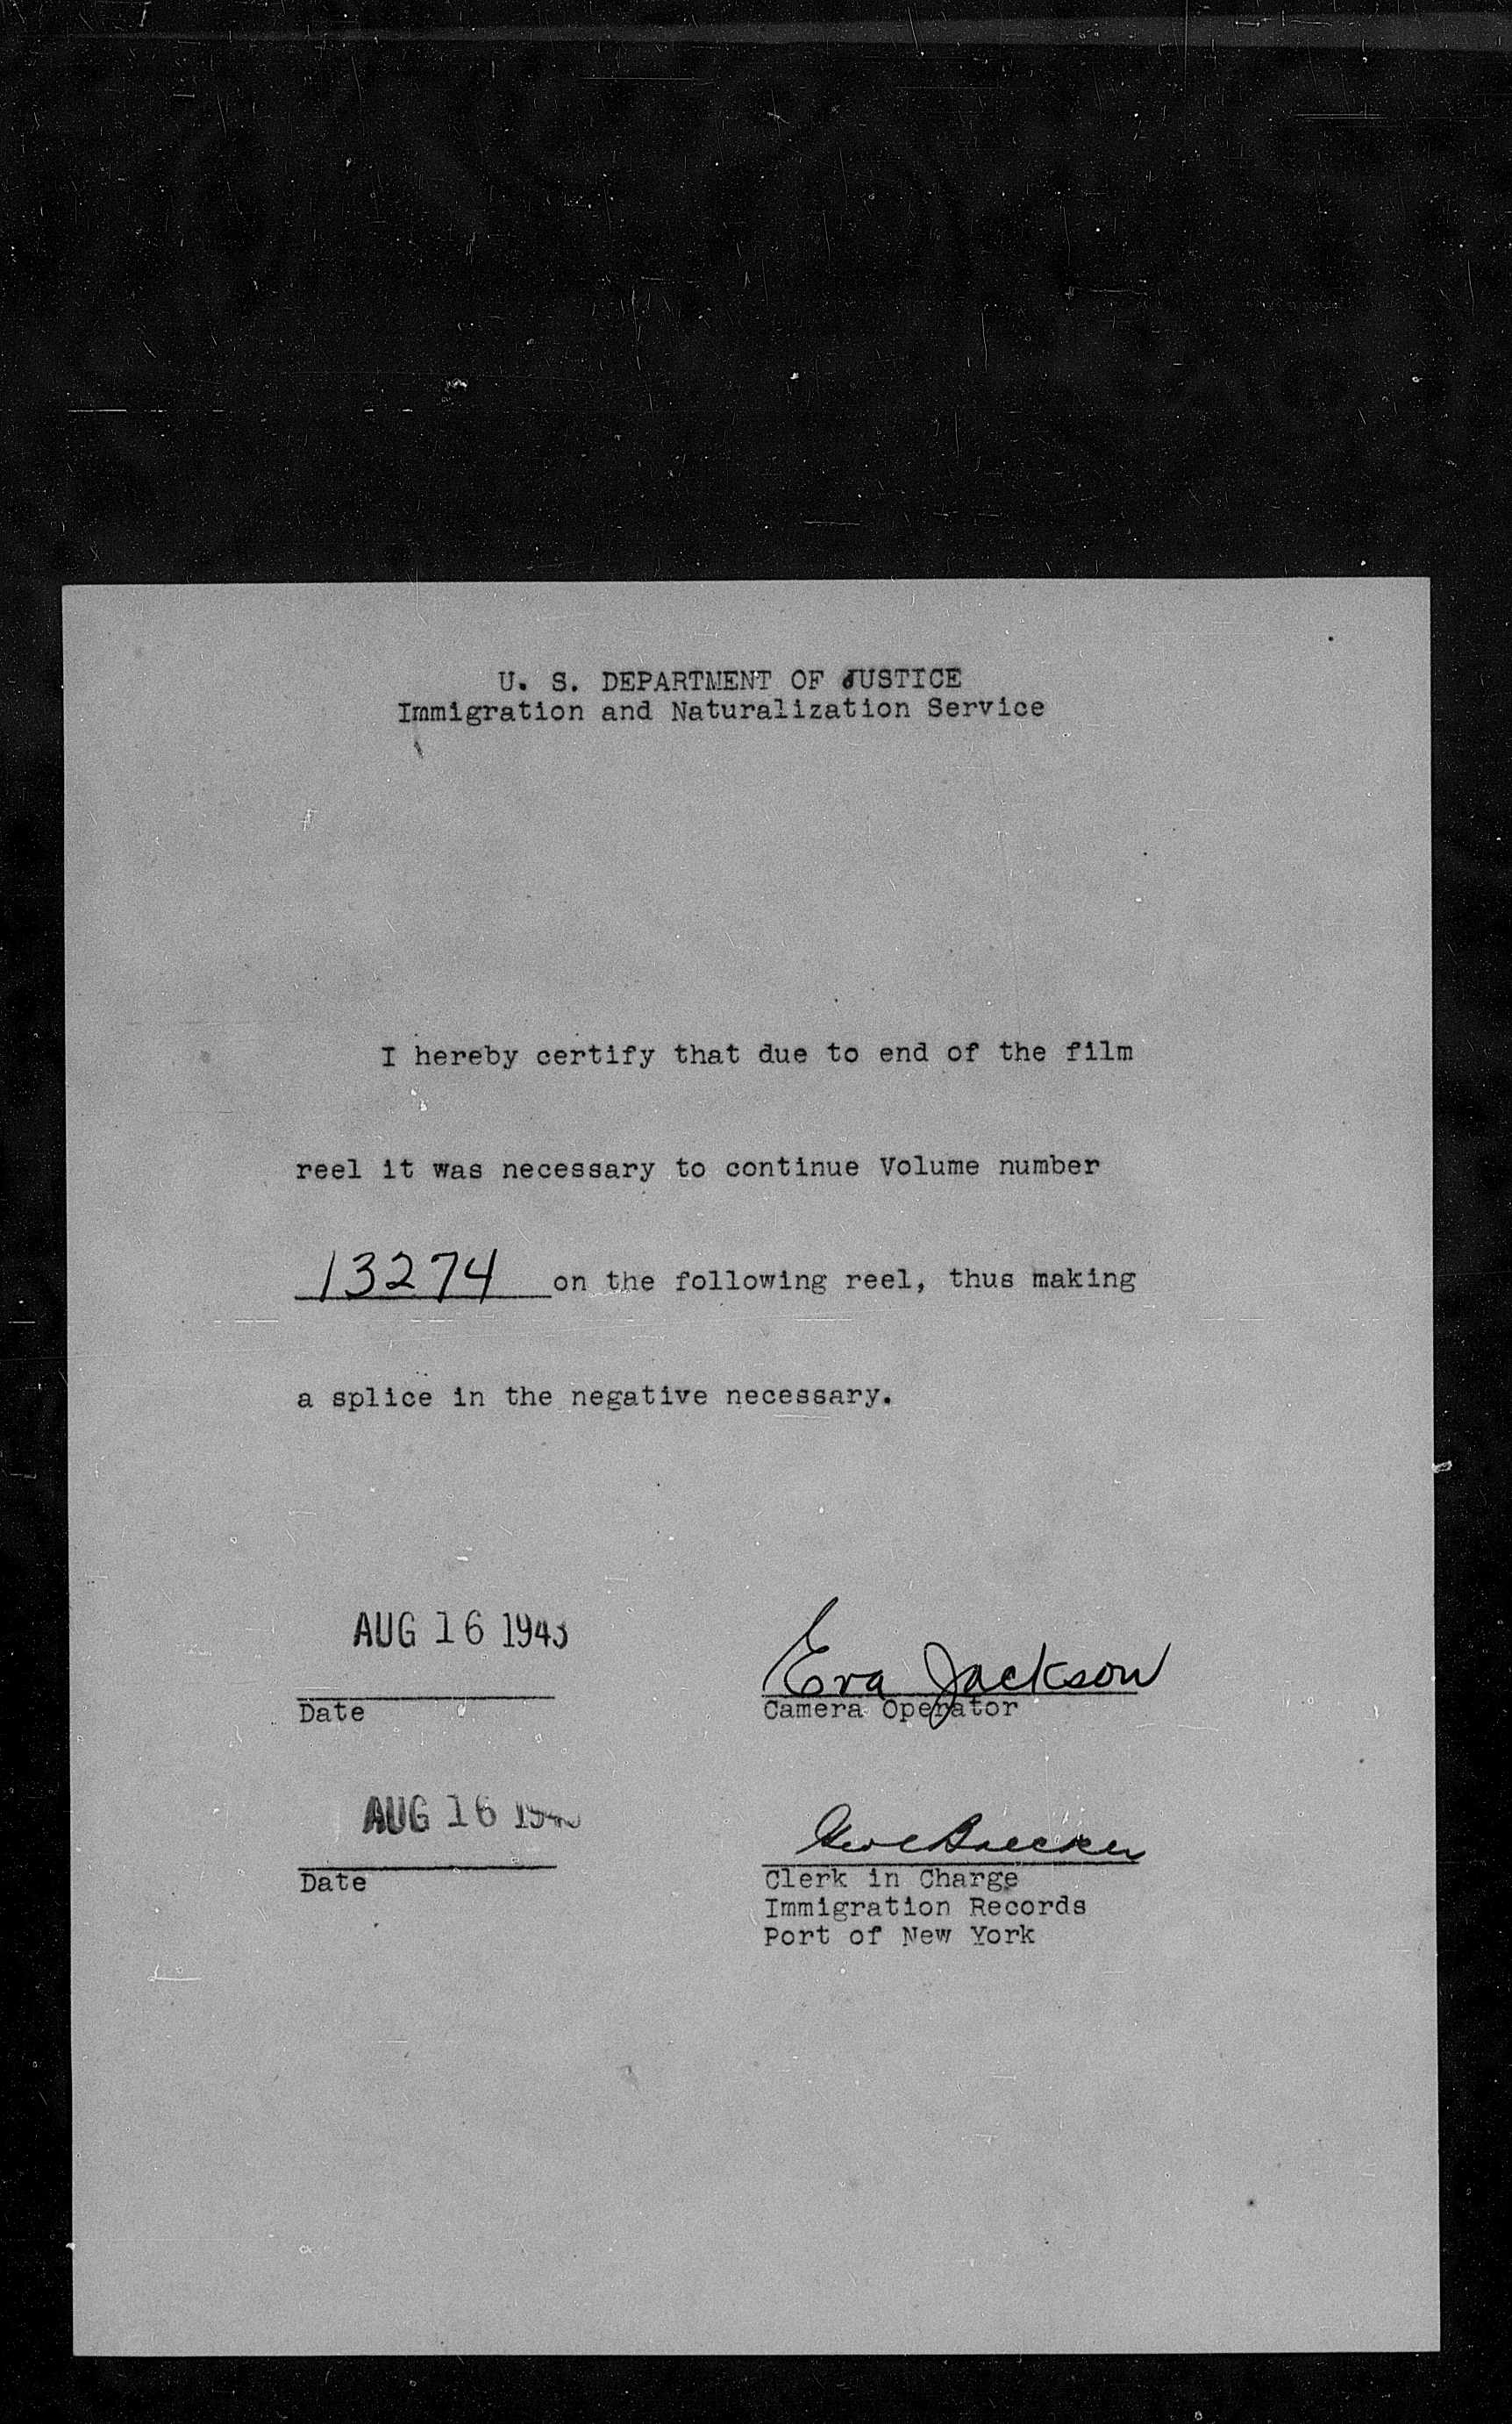 U. S. DEPARTMENT OF JUSTICE
Immigration and Naturalization Service
I hereby certify that due to end of the film
reel it was necessary to continue Volume number
13274 on the following reel, thus making
a splice in the negative necessary.
AUG 16 1943
Eva Jackson
Date
Camera Operator
AUG 16
Date
Clerk in Charge
Immigration Records
Port of New York